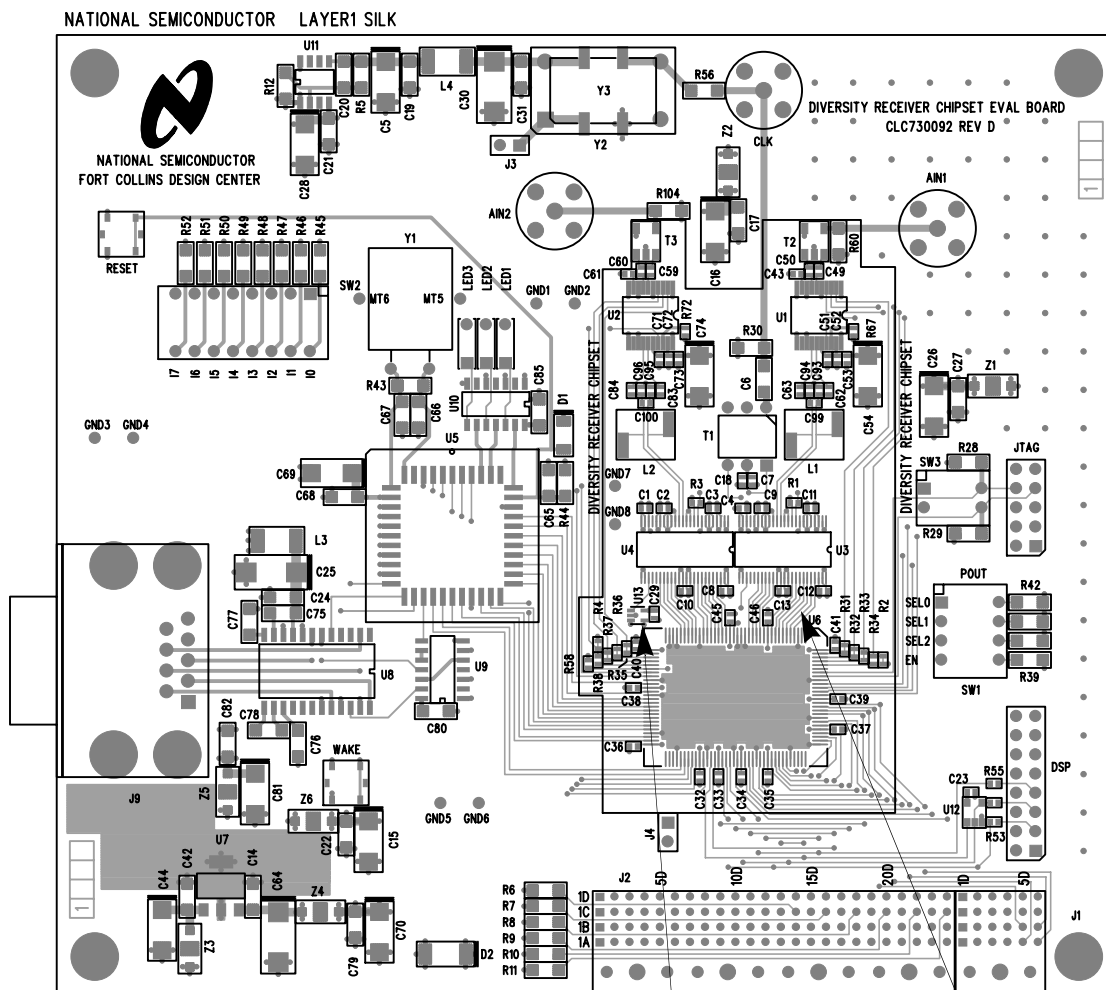 NATIONAL SEMICONDUCTOR LAYER1 SILK
U11
R12
C20
R5
C5
C19
L4
C30
C31
Y3
Y2
J3
R56
CLK
DIVERSITY RECEIVER CHIPSET EVAL BOARD
CLC730092 REV D
NATIONAL SEMICONDUCTOR
FORT COLLINS DESIGN CENTER
C28
C21
Z2
AIN1
1
AIN2
R104
C17
C16
T3
T2
R60
RESET
R52
R51
R50
R49
R48
R47
R46
R45
Y1
SW2
MT6
MT5
LED3
LED2
LED1
GND1
GND2
C60
C61
C59
C50
C43
C49
U2
C71
C72
R72
C74
U1
C51
C52
R67
R30
I7
I6
I5
I4
I3
I2
I1
I0
R43
C67
C66
U10
C85
D1
DIVERSITY RECEIVER CHIPSET
C84
C96
C95
C83
C73
C100
C6
C63
C94
C93
C62
C53
C99
C54
DIVERSITY RECEIVER CHIPSET
C26
C27
Z1
GND3
GND4
U5
T1
L2
L1
C69
C68
C65
R44
GND7
GND8
C18
C7
SW3
R28
JTAG
R29
C1
C2
R3
C3
C4
C9
R1
C11
L3
C25
C24
C75
C77
U4
U3
POUT
U13
C29
C10
C8
C45
C46
C13
C12
U6
SEL0
SEL1
SEL2
EN
R42
R39
SW1
R4
R36
R37
R58
R38
R35
C40
C41
R31
R32
R33
R34
R2
U8
U9
C80
C38
C39
C36
C37
C82
C78
C76
WAKE
C32
C33
C34
C35
DSP
J9
Z5
C81
Z6
C22
C15
GND5
GND6
C23
R55
U12
R53
J4
U7
C42
C14
C44
C64
Z4
Z3
C79
C70
1
D2
R6
R7
R8
R9
R10
R11
J2
5D
10D
15D
20D
1D
5D
1D
1C
1B
1A
J1